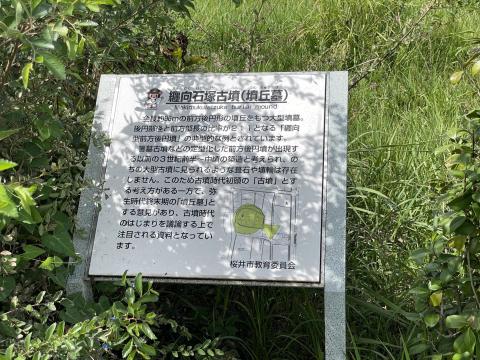 纏向石塚古墳(墳丘墓)
Makimukuishizuka burial mound
全長約96mの前方後円形の墳丘をもつ大型墳墓。
後円部径と前方部長の比率が2:1となる「纏向
型前方後円墳」の典型的な例とされています。
箸墓古墳などの定型化した前方後円墳が出現す
る以前の3世紀前半~中頃の築造と考えられ、の
ちの大型古墳に見られるような葺石や埴輪は存在
しません。このため古墳時代初頭の「古墳」とす
る考え方がある一方で、弥
生時代終末期の「墳丘墓」と
する意見があり、古墳時代
のはじまりを議論する上で
注目される資料となってい
ます。
桜井市教育委員会